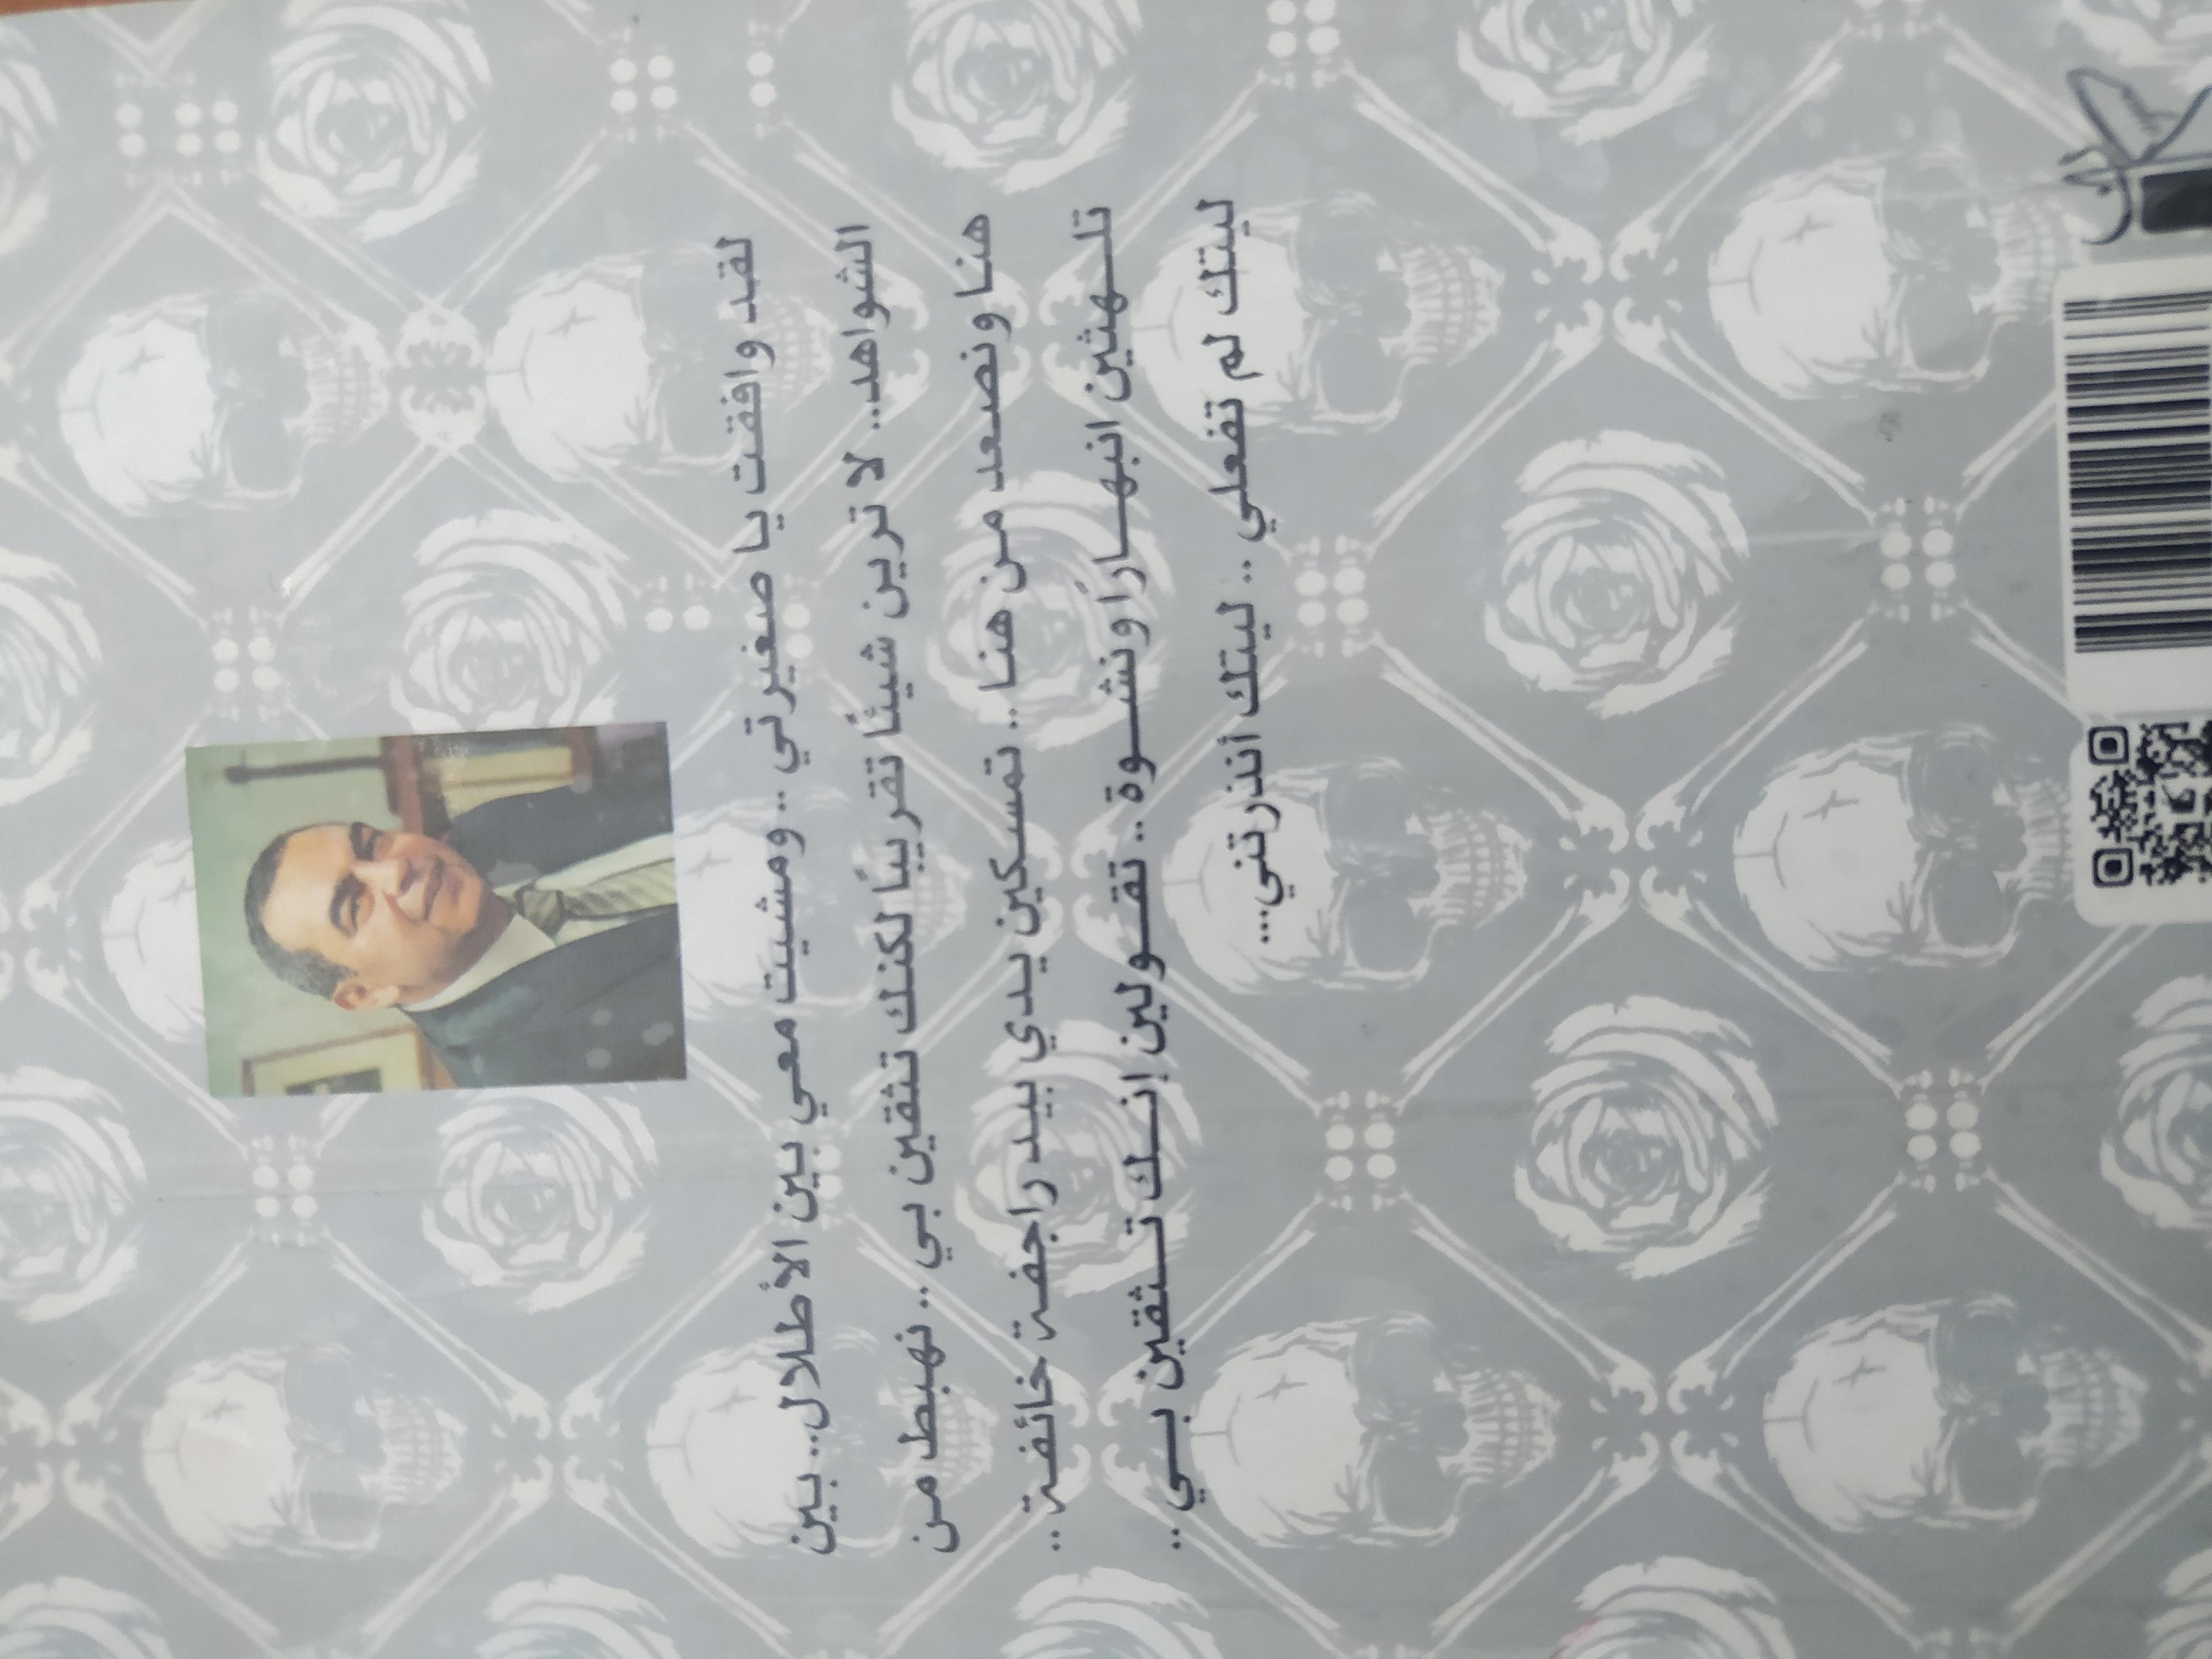 لقد وافقت يا صغيرتي .. ومشيت معي بين الأطلال.. بين
الشواهد.. لا ترين شيئًا تقريبًا لكنك تثقين بي .. نهبط من
هنا ونصعد من هنا .. تمسكين يدي بيد راجفة خائفة ..
تلهثين انبهاراً ونشوة .. تقولين إنك تثقين بي ..
ليتك لم تفعلي .. ليتك أنذرتني...